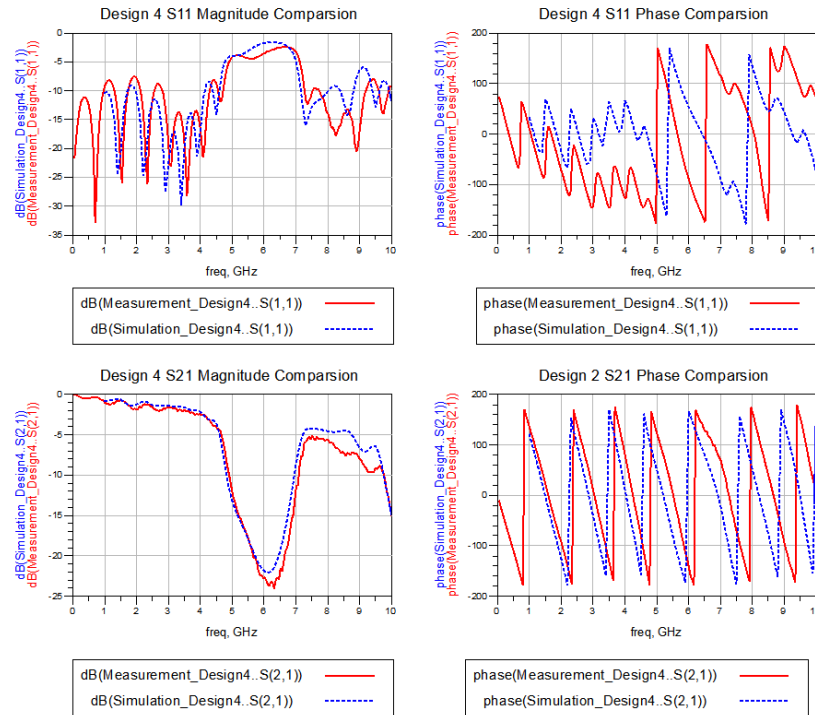 Design 4 S11 Magnitude Comparsion
dB(Simulation_Design4..S(1,1))
dB(Measurement_Design4..S(1,1))
0
-5
-10
-15
-20
-25
-30
-35
0 1 2 3 4 5 6 7 8 9 10
freq, GHz
dB(Measurement_Design4..S(1,1))
dB(Simulation_Design4..S(1,1))
Design 4 S11 Phase Comparsion
phase(Simulation_Design4..S(1,1))
phase(Measurement_Design4..S(1,1))
200
100
0
-100
-200
0 1 2 3 4 5 6 7 8 9 10
freq, GHz
phase(Measurement_Design4..S(1,1))
phase(Simulation_Design4..S(1,1))
Design 4 S21 Magnitude Comparsion
dB(Simulation_Design4..S(2,1))
dB(Measurement_Design4..S(2,1))
0
-5
-10
-15
-20
-25
0 1 2 3 4 5 6 7 8 9 10
freq, GHz
dB(Measurement_Design4..S(2,1))
dB(Simulation_Design4..S(2,1))
Design 2 S21 Phase Comparsion
phase(Simulation_Design4..S(2,1))
phase(Measurement_Design4..S(2,1))
200
100
0
-100
-200
0 1 2 3 4 5 6 7 8 9 10
freq, GHz
phase(Measurement_Design4..S(2,1))
phase(Simulation_Design4..S(2,1))